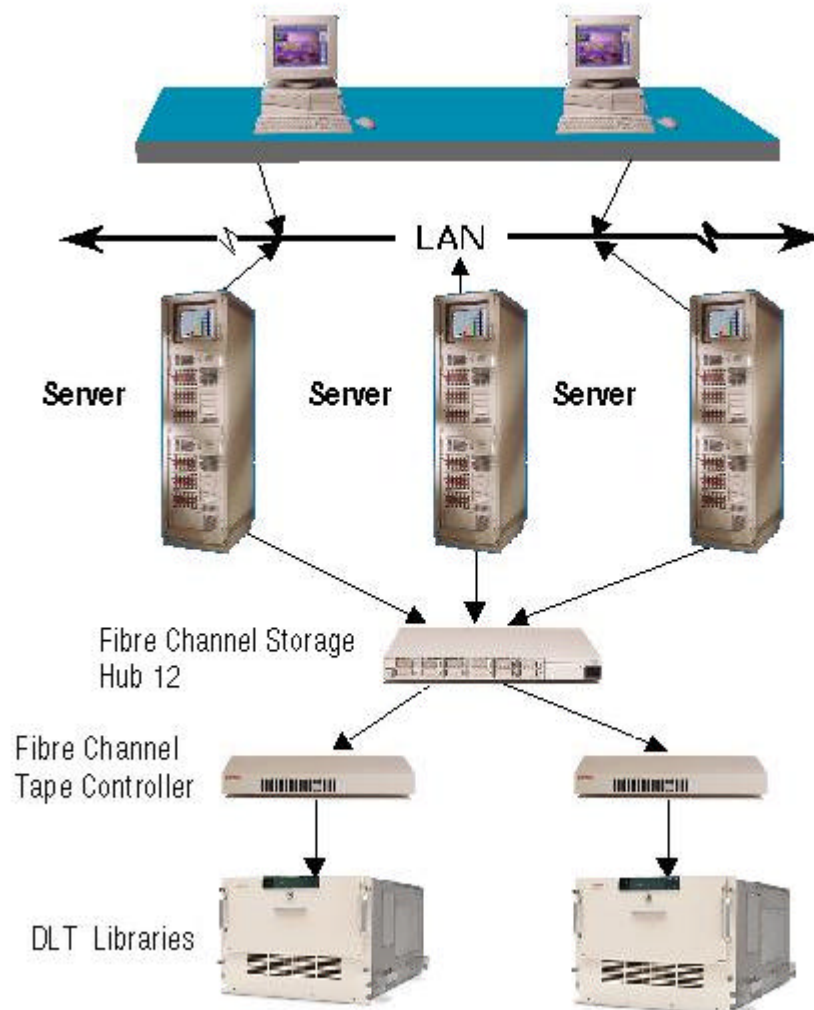 LAN
Server
Server
Server
Fibre Channel Storage
Hub 12
Fibre Channel
Tape Controller
DLT Libraries